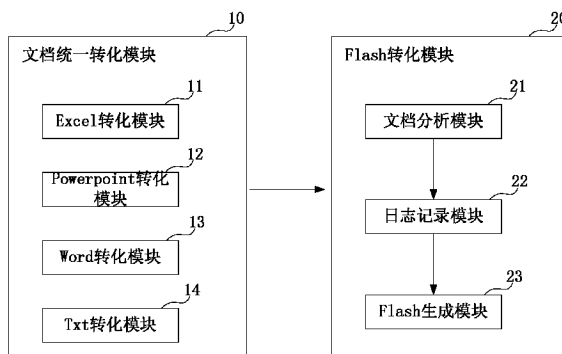 10
文档统一转化模块
11
Excel转化模块
12
Powerpoint转化
模块
13
Word转化模块
14
Txt转化模块
20
Flash转化模块
21
文档分析模块
22
日志记录模块
23
Flash生成模块